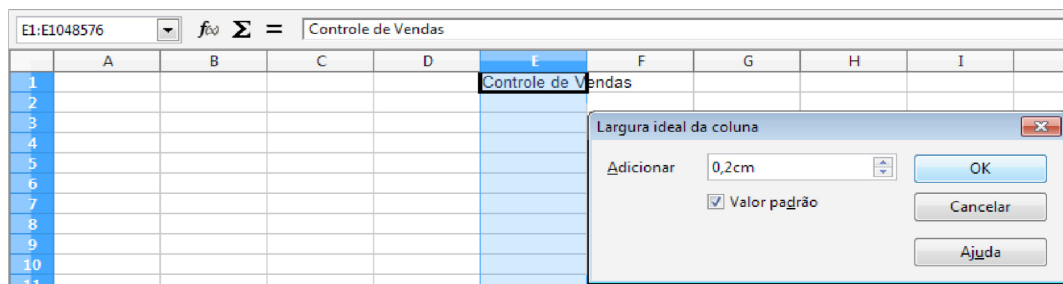 E1:E1048576 f(x) Σ = Controle de Vendas
A B C D E F G H I
1 Controle de Vendas
2
3
4
5
6
7
8
9
10
11
Largura ideal da coluna
Adicionar 0,2cm OK
Valor padrão Cancelar
Ajuda